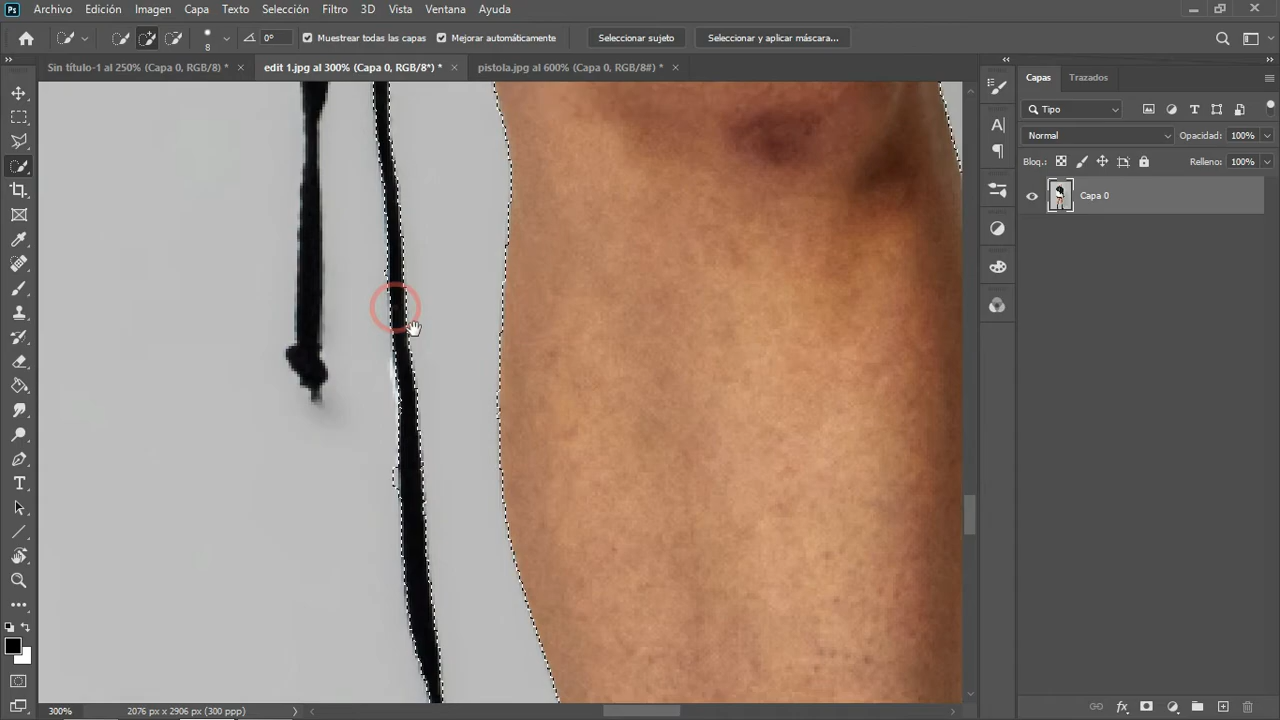 Ps Archivo Edición Imagen Capa Texto Selección Filtro 3D Vista Ventana Ayuda
8 0° Muestrear todas las capas Mejorar automáticamente Seleccionar sujeto Seleccionar y aplicar máscara...
Sin título-1 al 250% (Capa 0, RGB/8) * × edit 1.jpg al 300% (Capa 0, RGB/8*) * × pistola.jpg al 600% (Capa 0, RGB/8#) * ×
Capas Trazados
Tipo
Normal Opacidad: 100%
Bloq.: Relleno: 100%
Capa 0
300% 2076 px x 2906 px (300 ppp)